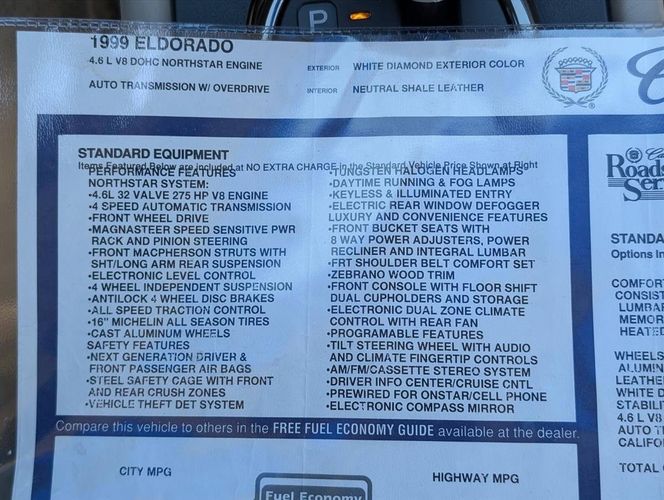 P
1999 ELDORADO
4.6 L V8 DOHC NORTHSTAR ENGINE
EXTERIOR WHITE DIAMOND EXTERIOR COLOR
AUTO TRANSMISSION W/ OVERDRIVE
INTERIOR NEUTRAL SHALE LEATHER
STANDARD EQUIPMENT
Items Featured Below are included at NO EXTRA CHARGE in the Standard Vehicle Price Shown at Right
PERFORMANCE FEATURES
NORTHSTAR SYSTEM:
•4.6L 32 VALVE 275 HP V8 ENGINE
•4 SPEED AUTOMATIC TRANSMISSION
•FRONT WHEEL DRIVE
•MAGNASTEER SPEED SENSITIVE PWR
RACK AND PINION STEERING
•FRONT MACPHERSON STRUTS WITH
SHT/LONG ARM REAR SUSPENSION
•ELECTRONIC LEVEL CONTROL
•4 WHEEL INDEPENDENT SUSPENSION
•ANTILOCK 4 WHEEL DISC BRAKES
•ALL SPEED TRACTION CONTROL
•16" MICHELIN ALL SEASON TIRES
•CAST ALUMINUM WHEELS
SAFETY FEATURES
•NEXT GENERATION DRIVER &
FRONT PASSENGER AIR BAGS
•STEEL SAFETY CAGE WITH FRONT
AND REAR CRUSH ZONES
•VEHICLE THEFT DET SYSTEM
•TUNGSTEN HALOGEN HEADLAMPS
•DAYTIME RUNNING & FOG LAMPS
•KEYLESS & ILLUMINATED ENTRY
•ELECTRIC REAR WINDOW DEFOGGER
LUXURY AND CONVENIENCE FEATURES
•FRONT BUCKET SEATS WITH
8 WAY POWER ADJUSTERS, POWER
RECLINER AND INTEGRAL LUMBAR
•FRT SHOULDER BELT COMFORT SET
•ZEBRANO WOOD TRIM
•FRONT CONSOLE WITH FLOOR SHIFT
DUAL CUPHOLDERS AND STORAGE
•ELECTRONIC DUAL ZONE CLIMATE
CONTROL WITH REAR FAN
•PROGRAMABLE FEATURES
•TILT STEERING WHEEL WITH AUDIO
AND CLIMATE FINGERTIP CONTROLS
•AM/FM/CASSETTE STEREO SYSTEM
•DRIVER INFO CENTER/CRUISE CNTL
•PREWIRED FOR ONSTAR/CELL PHONE
•ELECTRONIC COMPASS MIRROR
Compare this vehicle to others in the FREE FUEL ECONOMY GUIDE available at the dealer.
CITY MPG
Fuel Economy
HIGHWAY MPG
STANDA
Options In
COMFOR
CONSIST
LUMBA
MEMOR
HEATE
WHEELS
ALUMIN
LEATHE
WHITE D
STABILI
4.6 L V8
AUTO T
CALIFO
TOTAL